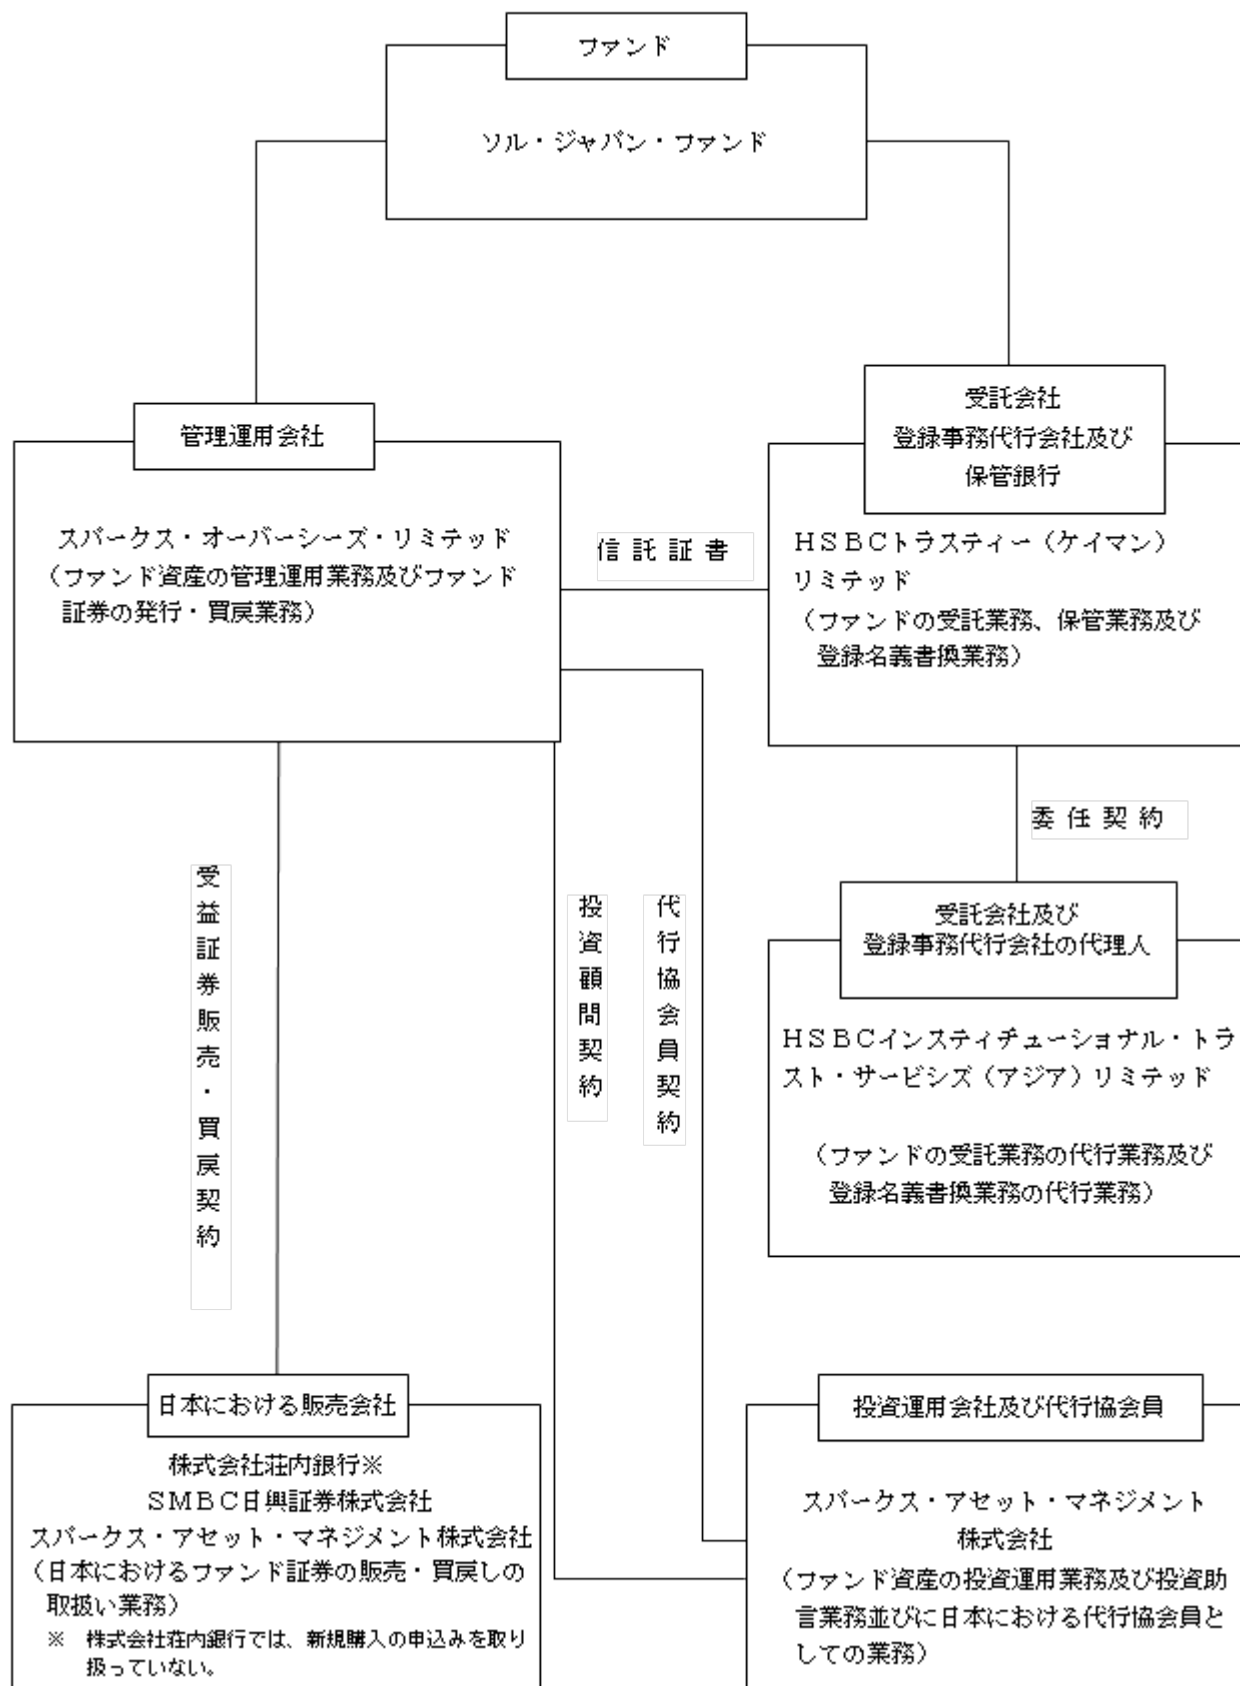 ファンド
ソル・ジャパン・ファンド
管理運用会社
スパークス・オーバーシーズ・リミテッド
（ファンド資産の管理運用業務及びファンド
証券の発行・買戻業務）
信託証書
受託会社
登録事務代行会社及び
保管銀行
ＨＳＢＣトラスティー（ケイマン）
リミテッド
（ファンドの受託業務、保管業務及び
登録名義書換業務）
委任契約
受益証券販売・買戻契約
投資顧問契約
代行協会員契約
受託会社及び
登録事務代行会社の代理人
ＨＳＢＣインスティチューショナル・トラ
スト・サービシズ（アジア）リミテッド
（ファンドの受託業務の代行業務及び
登録名義書換業務の代行業務）
日本における販売会社
株式会社荘内銀行※
ＳＭＢＣ日興証券株式会社
スパークス・アセット・マネジメント株式会社
（日本におけるファンド証券の販売・買戻しの
取扱い業務）
※　株式会社荘内銀行では、新規購入の申込みを取り
扱っていない。
投資運用会社及び代行協会員
スパークス・アセット・マネジメント
株式会社
（ファンド資産の投資運用業務及び投資助
言業務並びに日本における代行協会員と
しての業務）